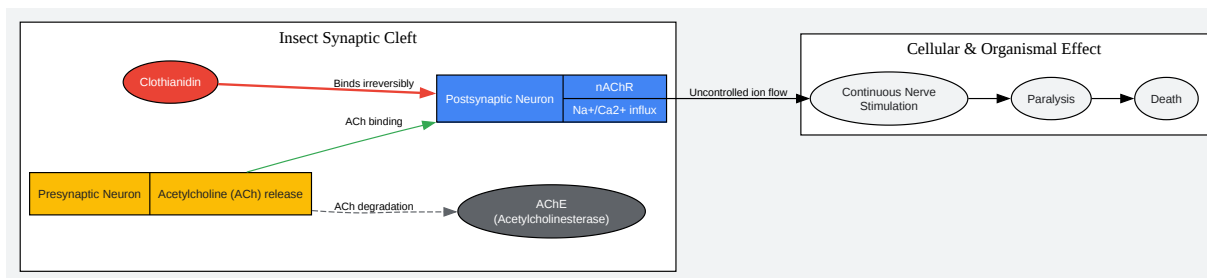 Insect Synaptic Cleft
Cellular & Organismal Effect
Clothianidin
Binds irreversibly
Postsynaptic Neuron
nAChR
Na+/Ca2+ influx
Uncontrolled ion flow
Continuous Nerve
Stimulation
Paralysis
Death
ACh binding
Presynaptic Neuron
Acetylcholine (ACh) release
ACh degradation
AChE
(Acetylcholinesterase)